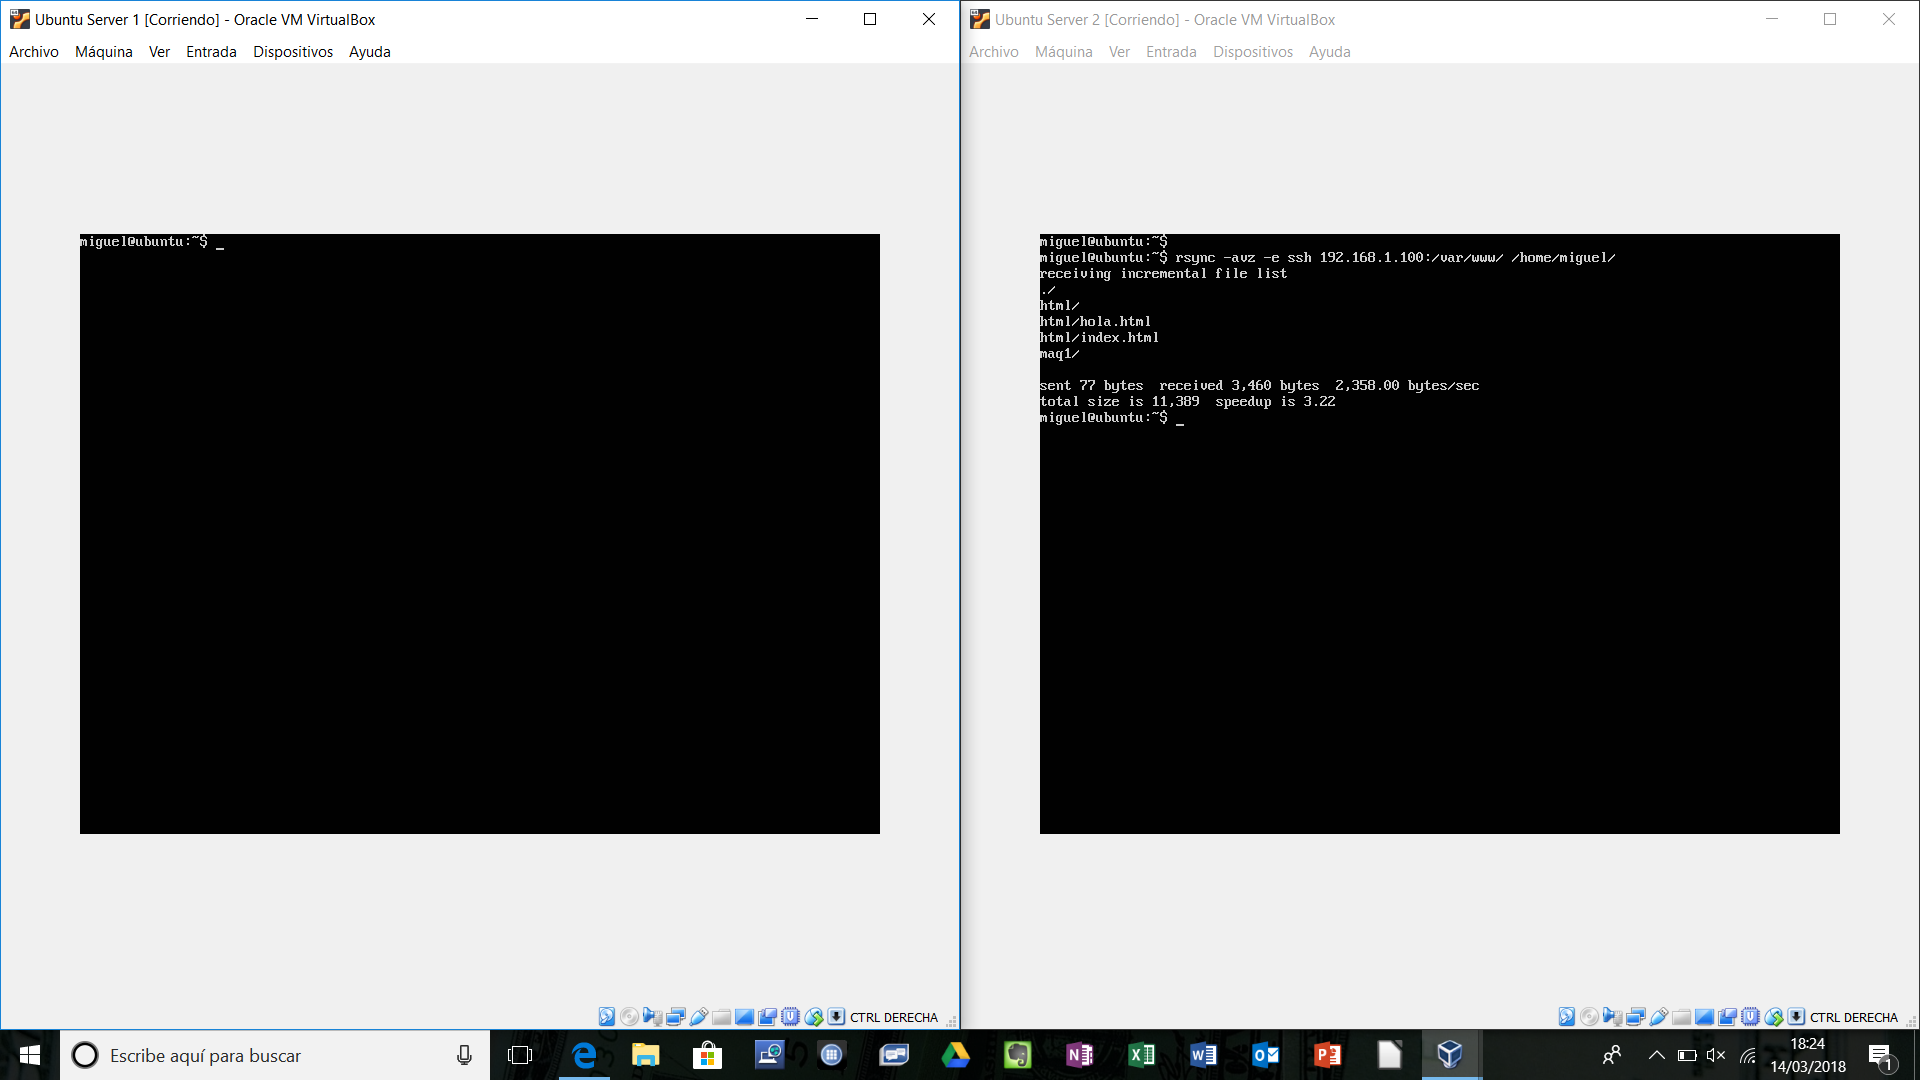 Ubuntu Server 1 [Corriendo] - Oracle VM VirtualBox
Archivo Máquina Ver Entrada Dispositivos Ayuda
miguel@ubuntu:~$ _
CTRL DERECHA
Ubuntu Server 2 [Corriendo] - Oracle VM VirtualBox
Archivo Máquina Ver Entrada Dispositivos Ayuda
miguel@ubuntu:~$
miguel@ubuntu:~$ rsync -avz -e ssh 192.168.1.100:/var/www/ /home/miguel/
receiving incremental file list
./
html/
html/hola.html
html/index.html
maq1/
sent 77 bytes  received 3,460 bytes  2,358.00 bytes/sec
total size is 11,389  speedup is 3.22
miguel@ubuntu:~$ _
CTRL DERECHA
Escribe aquí para buscar
18:24
14/03/2018
1